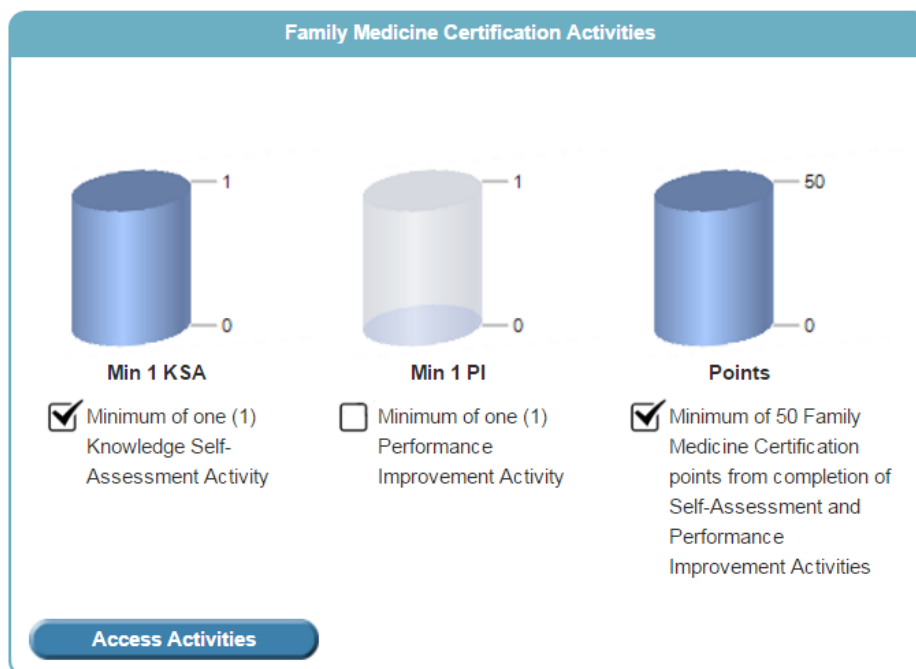 Family Medicine Certification Activities
1
0
Min 1 KSA
Minimum of one (1)
Knowledge Self-
Assessment Activity
1
0
Min 1 PI
Minimum of one (1)
Performance
Improvement Activity
50
0
Points
Minimum of 50 Family
Medicine Certification
points from completion of
Self-Assessment and
Performance
Improvement Activities
Access Activities